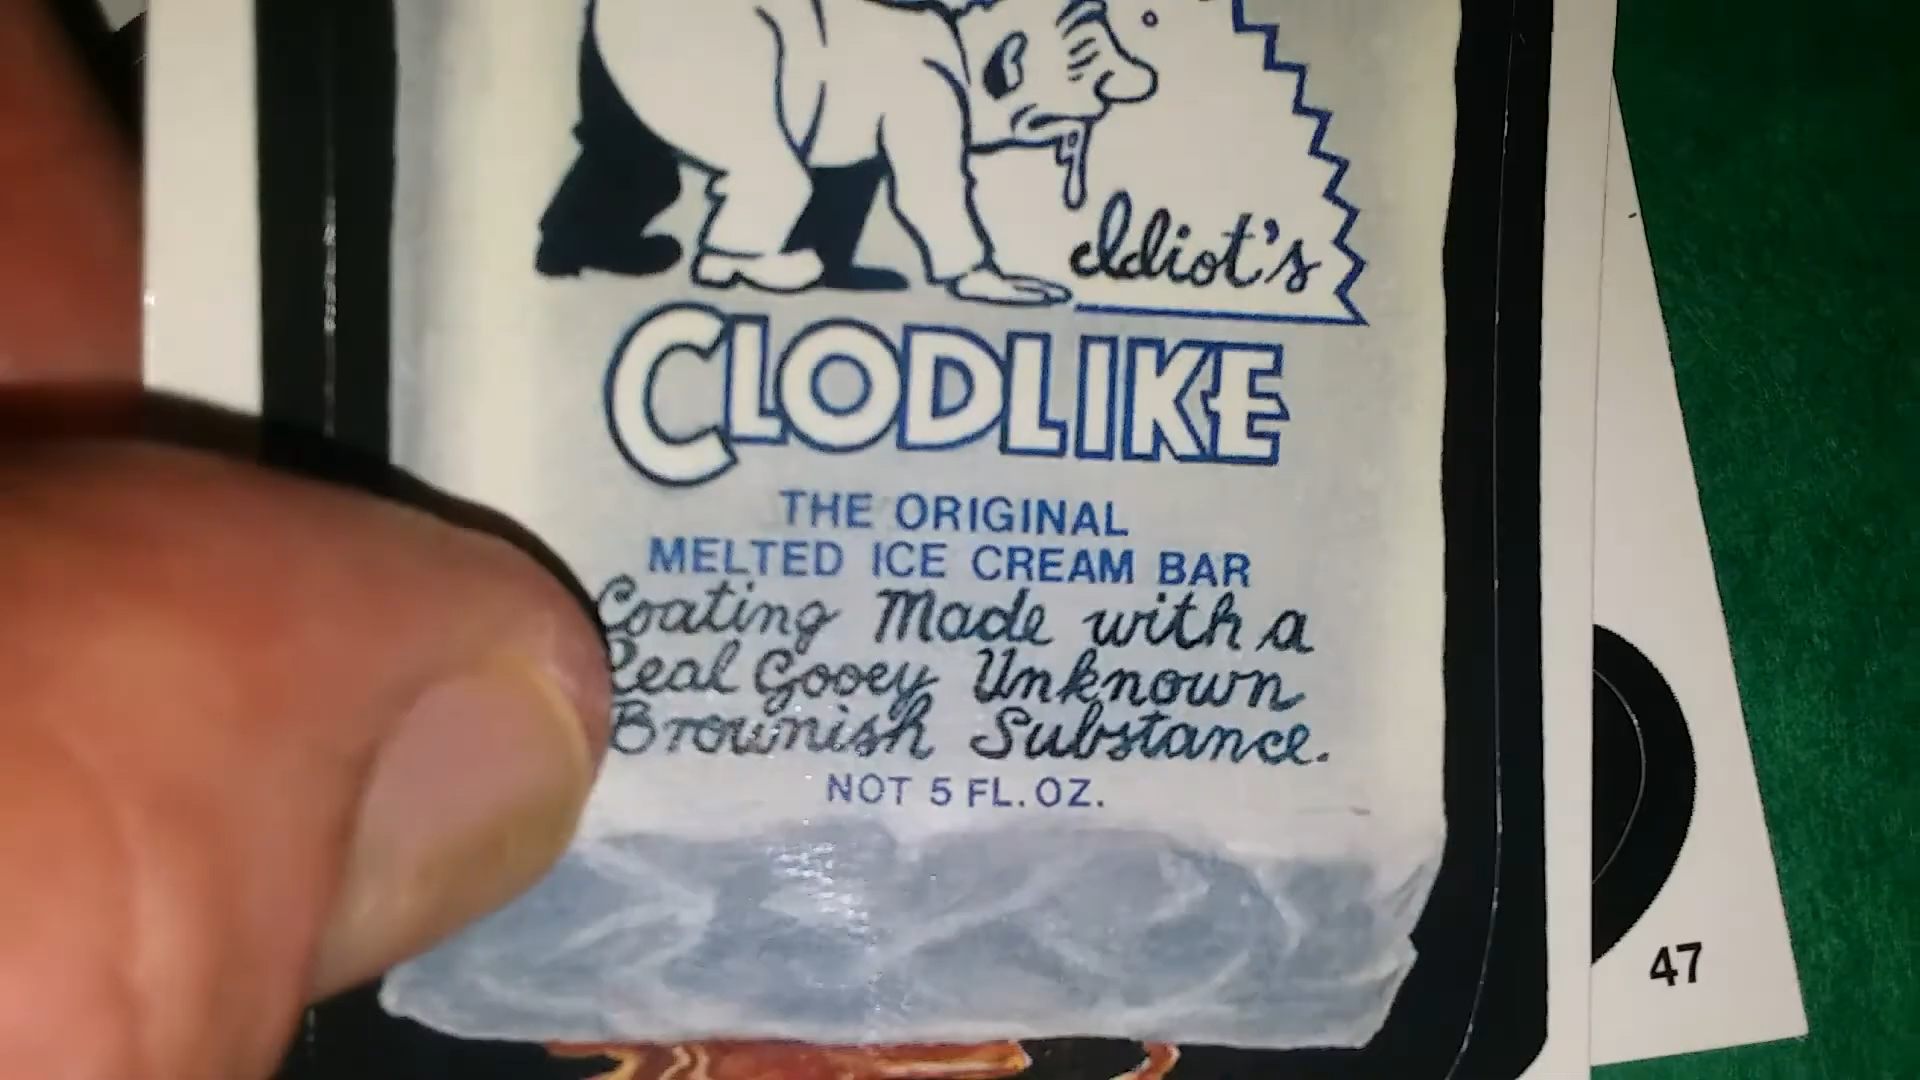 Idiot's
CLODLIKE
THE ORIGINAL
MELTED ICE CREAM BAR
Coating Made with a
Real Gooey Unknown
Brownish Substance.
NOT 5 FL. OZ.
47